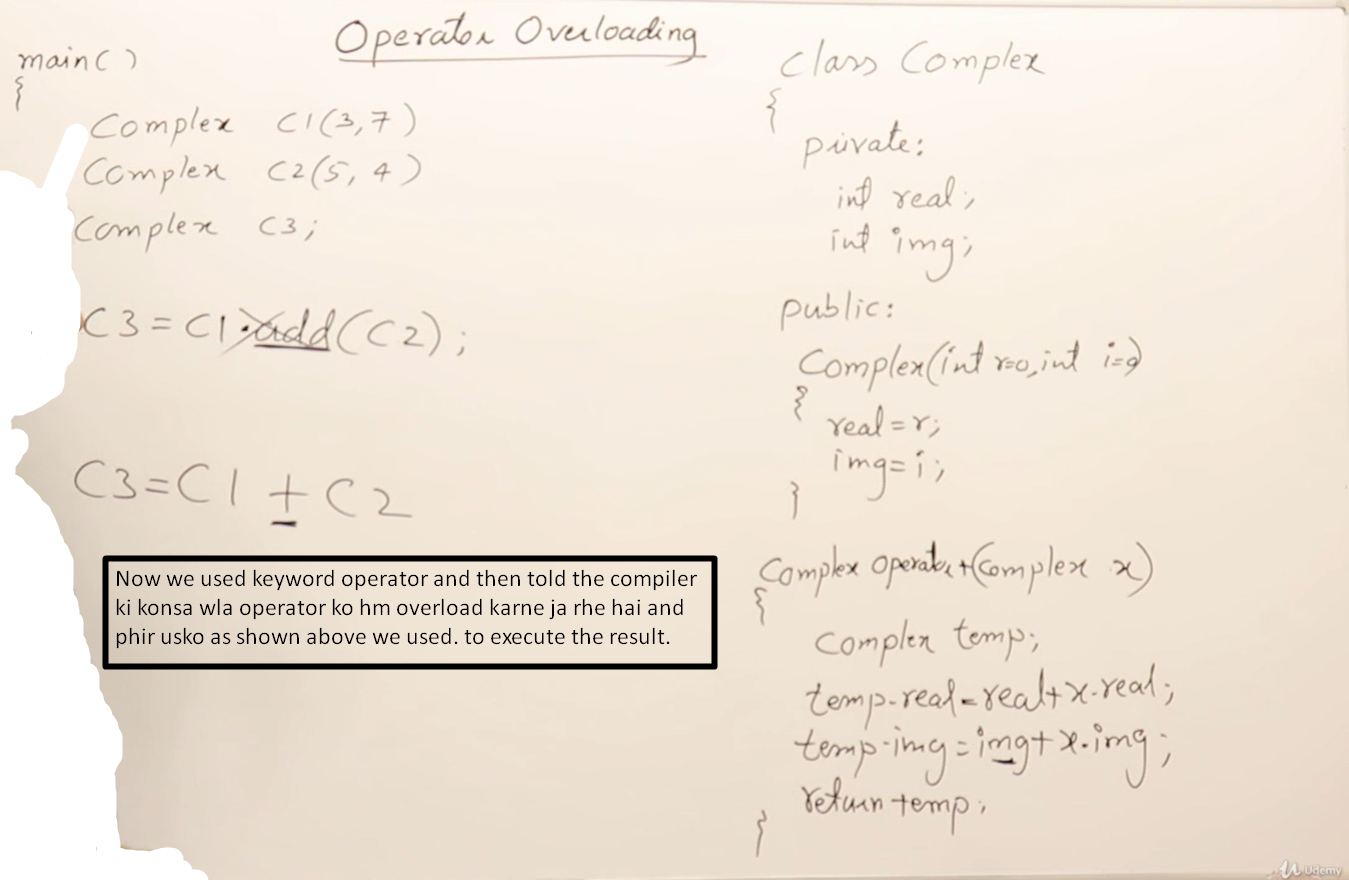 Operator Overloading
main()
{
Complex C1(3,7)
Complex C2(5,4)
Complex C3;
C3=C1.add(C2);
C3=C1+C2
Now we used keyword operator and then told the compiler
ki konsa wla operator ko hm overload karne ja rhe hai and
phir usko as shown above we used. to execute the result.
class Complex
{
private:
int real;
int img;
public:
Complex(int r=0,int i=0)
{
real=r;
img=i;
}
Complex operator+(Complex x)
{
Complex temp;
temp.real=real+x.real;
temp.img=img+x.img;
return temp;
}
Udemy